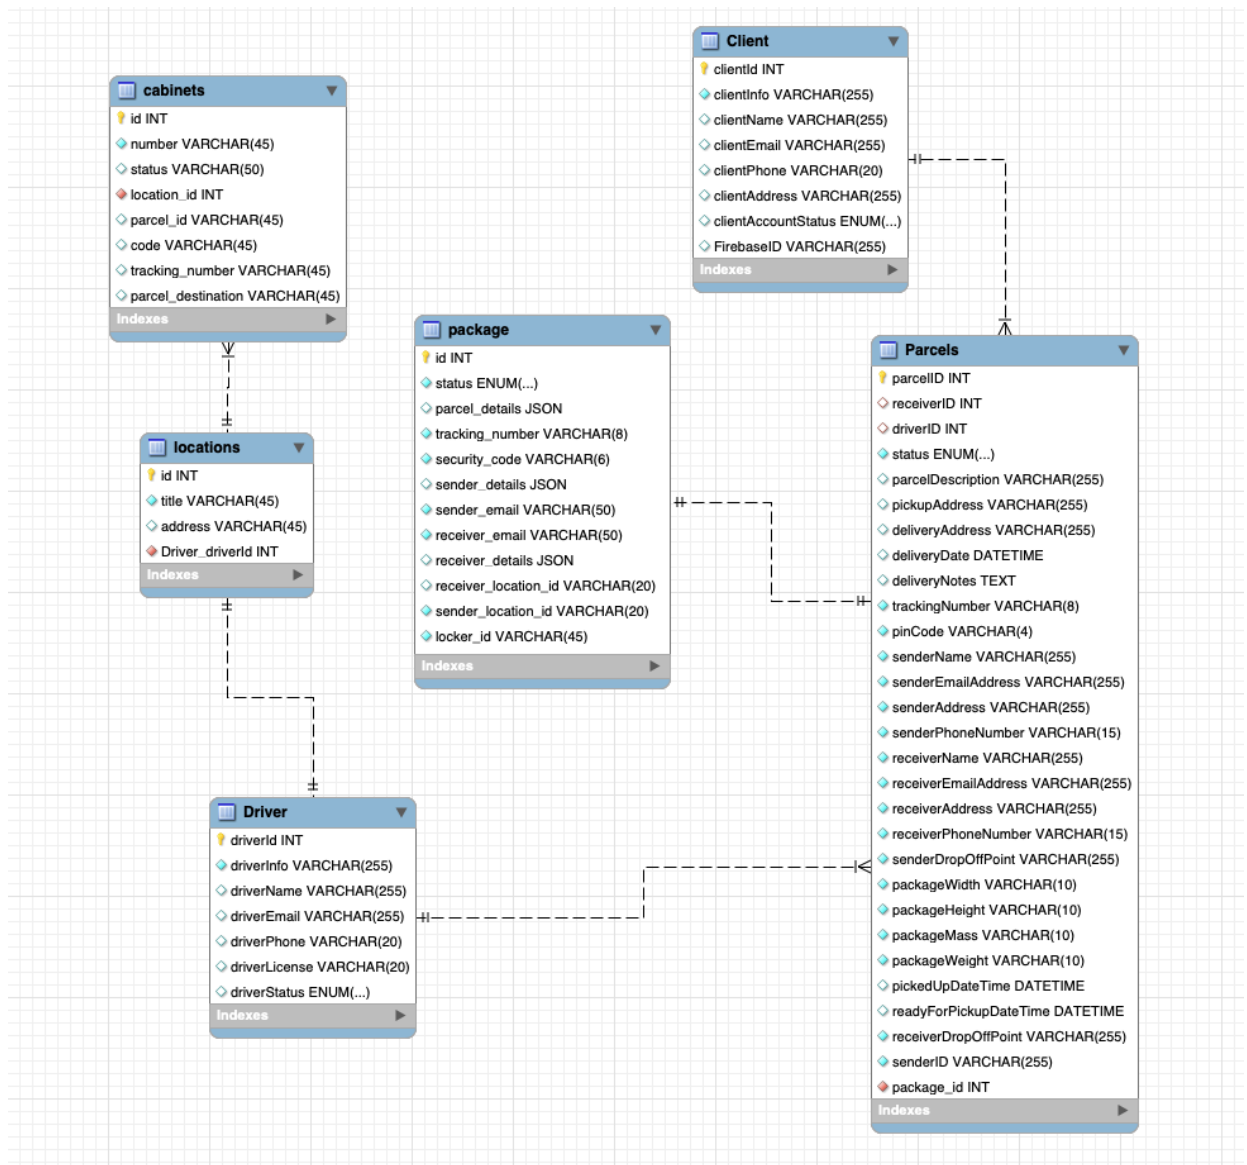 Client
clientId INT
clientInfo VARCHAR(255)
clientName VARCHAR(255)
clientEmail VARCHAR(255)
clientPhone VARCHAR(20)
clientAddress VARCHAR(255)
clientAccountStatus ENUM(...)
FirebaseID VARCHAR(255)
Indexes
cabinets
id INT
number VARCHAR(45)
status VARCHAR(50)
location_id INT
parcel_id VARCHAR(45)
code VARCHAR(45)
tracking_number VARCHAR(45)
parcel_destination VARCHAR(45)
Indexes
package
id INT
status ENUM(...)
parcel_details JSON
tracking_number VARCHAR(8)
security_code VARCHAR(6)
sender_details JSON
sender_email VARCHAR(50)
receiver_email VARCHAR(50)
receiver_details JSON
receiver_location_id VARCHAR(20)
sender_location_id VARCHAR(20)
locker_id VARCHAR(45)
Indexes
Parcels
parcelID INT
receiverID INT
driverID INT
status ENUM(...)
parcelDescription VARCHAR(255)
pickupAddress VARCHAR(255)
deliveryAddress VARCHAR(255)
deliveryDate DATETIME
deliveryNotes TEXT
trackingNumber VARCHAR(8)
pinCode VARCHAR(4)
senderName VARCHAR(255)
senderEmailAddress VARCHAR(255)
senderAddress VARCHAR(255)
senderPhoneNumber VARCHAR(15)
receiverName VARCHAR(255)
receiverEmailAddress VARCHAR(255)
receiverAddress VARCHAR(255)
receiverPhoneNumber VARCHAR(15)
senderDropOffPoint VARCHAR(255)
packageWidth VARCHAR(10)
packageHeight VARCHAR(10)
packageMass VARCHAR(10)
packageWeight VARCHAR(10)
pickedUpDateTime DATETIME
readyForPickupDateTime DATETIME
receiverDropOffPoint VARCHAR(255)
senderID VARCHAR(255)
package_id INT
Indexes
locations
id INT
title VARCHAR(45)
address VARCHAR(45)
Driver_driverId INT
Indexes
Driver
driverId INT
driverInfo VARCHAR(255)
driverName VARCHAR(255)
driverEmail VARCHAR(255)
driverPhone VARCHAR(20)
driverLicense VARCHAR(20)
driverStatus ENUM(...)
Indexes